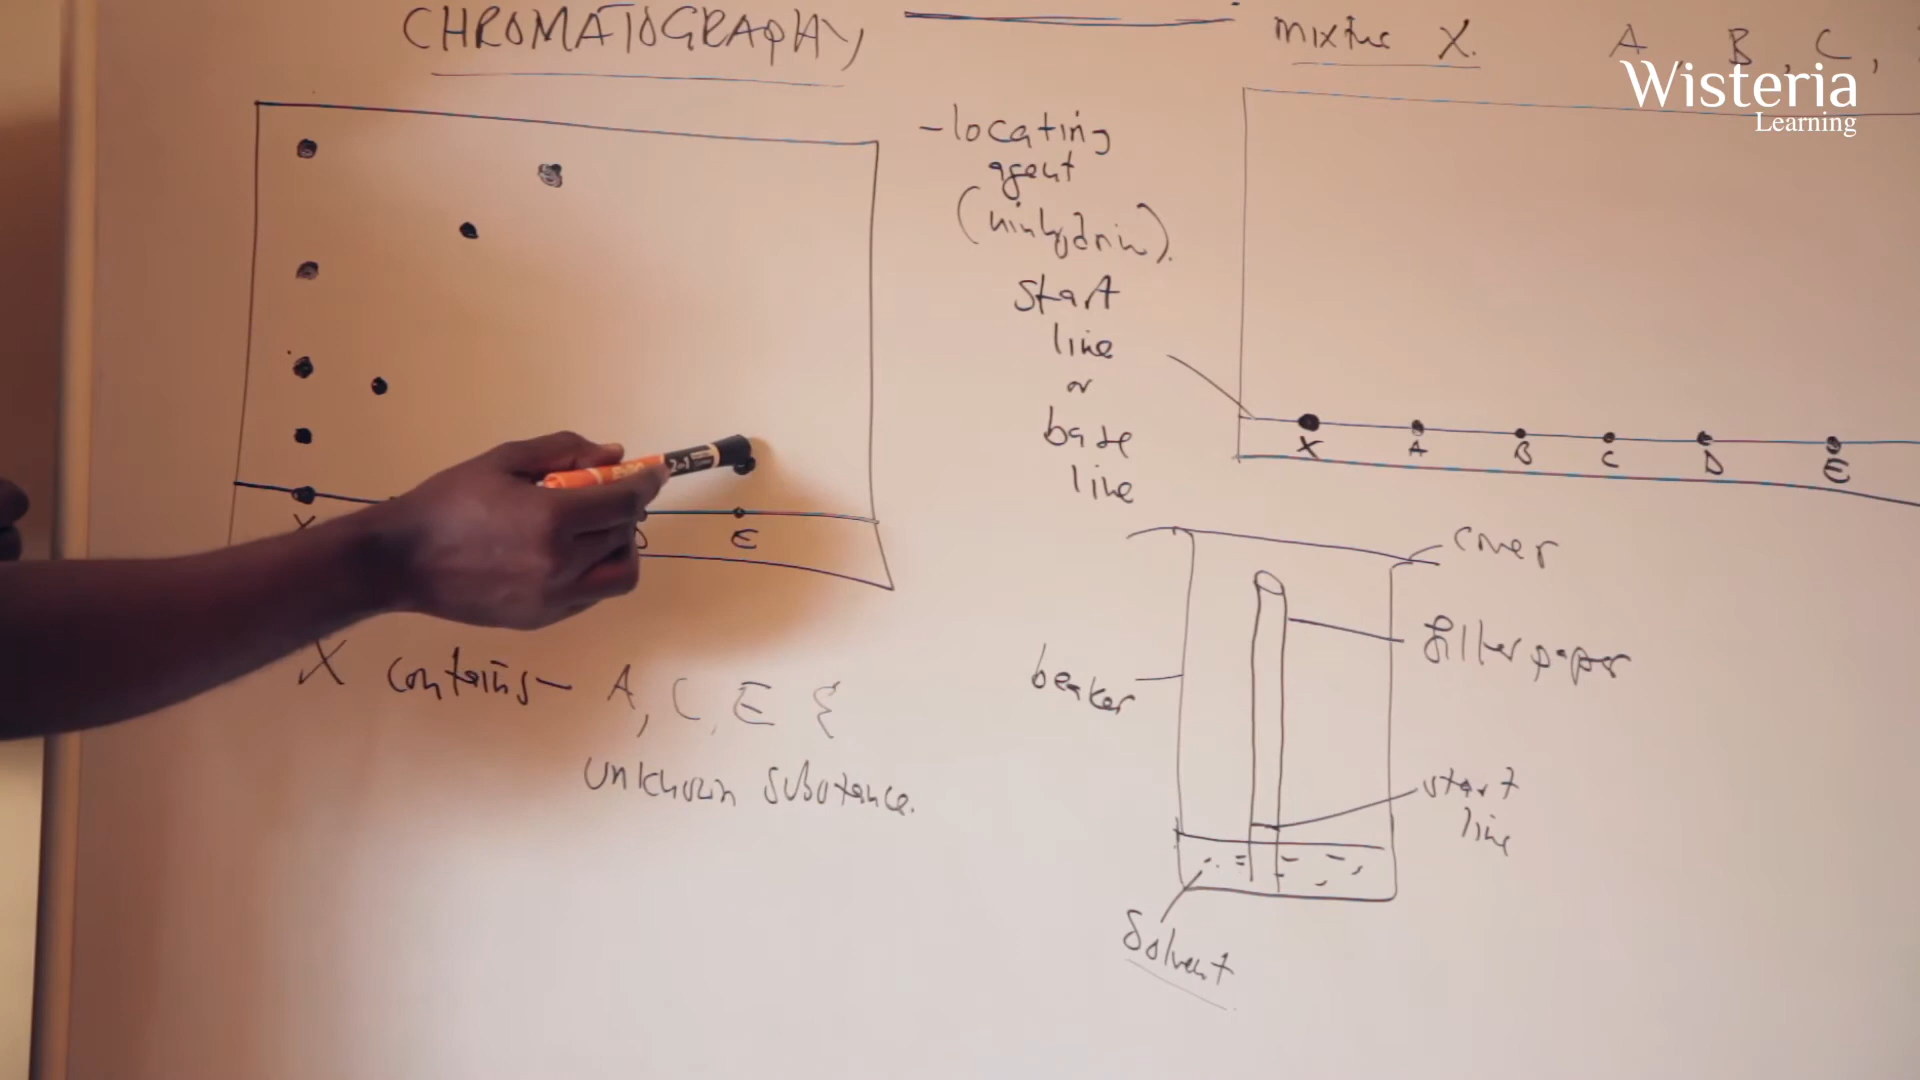 CHROMATOGRAPHY
mixture X. A, B, C,
Wisteria
Learning
-locating
agent
(ninhydrin).
start
line
or
base
line
X
E
X contains- A, C, E &
unknown substance.
X A B C D E
cover
filter paper
beaker
start
line
Solvent